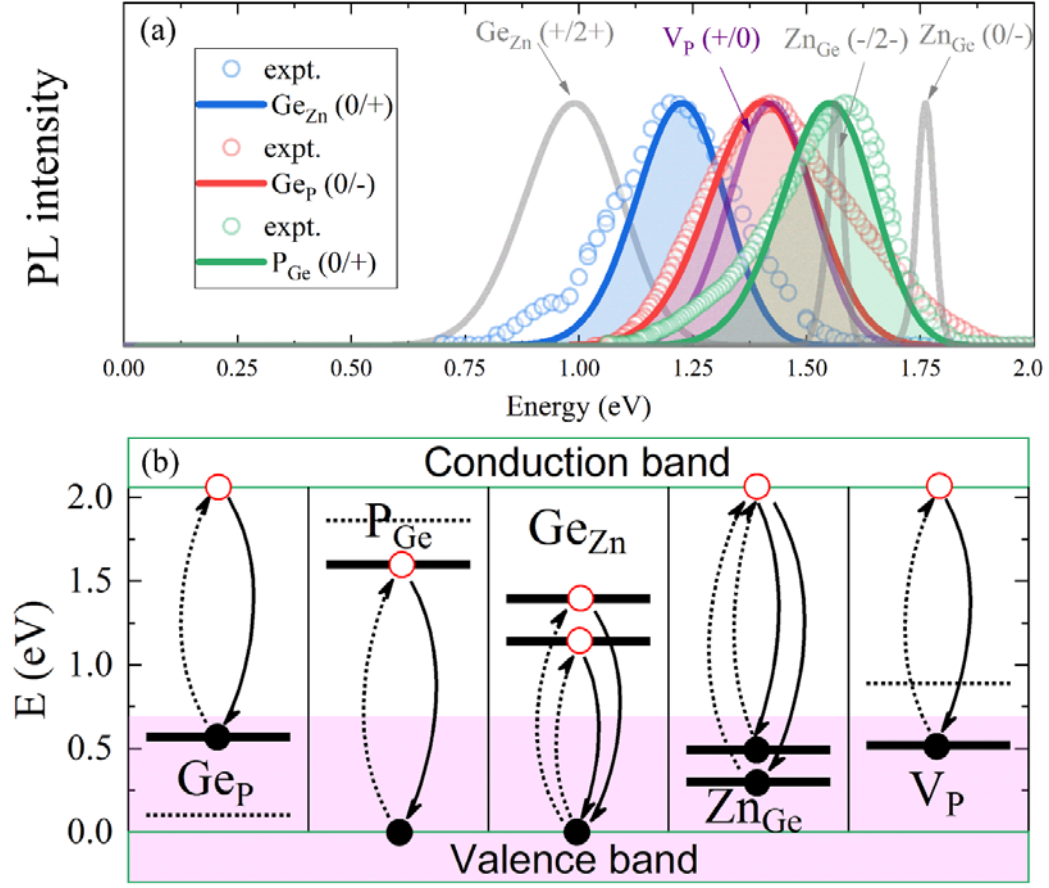 (a)
Ge_Zn (+/2+)
V_P (+/0)
Zn_Ge (-/2-)
Zn_Ge (0/-)
expt.
Ge_Zn (0/+)
expt.
Ge_P (0/-)
expt.
P_Ge (0/+)
PL intensity
0.00 0.25 0.50 0.75 1.00 1.25 1.50 1.75 2.0
Energy (eV)
(b)
Conduction band
E (eV)
2.0
1.5
1.0
0.5
0.0
Ge_P
P_Ge
Ge_Zn
Zn_Ge
V_P
Valence band